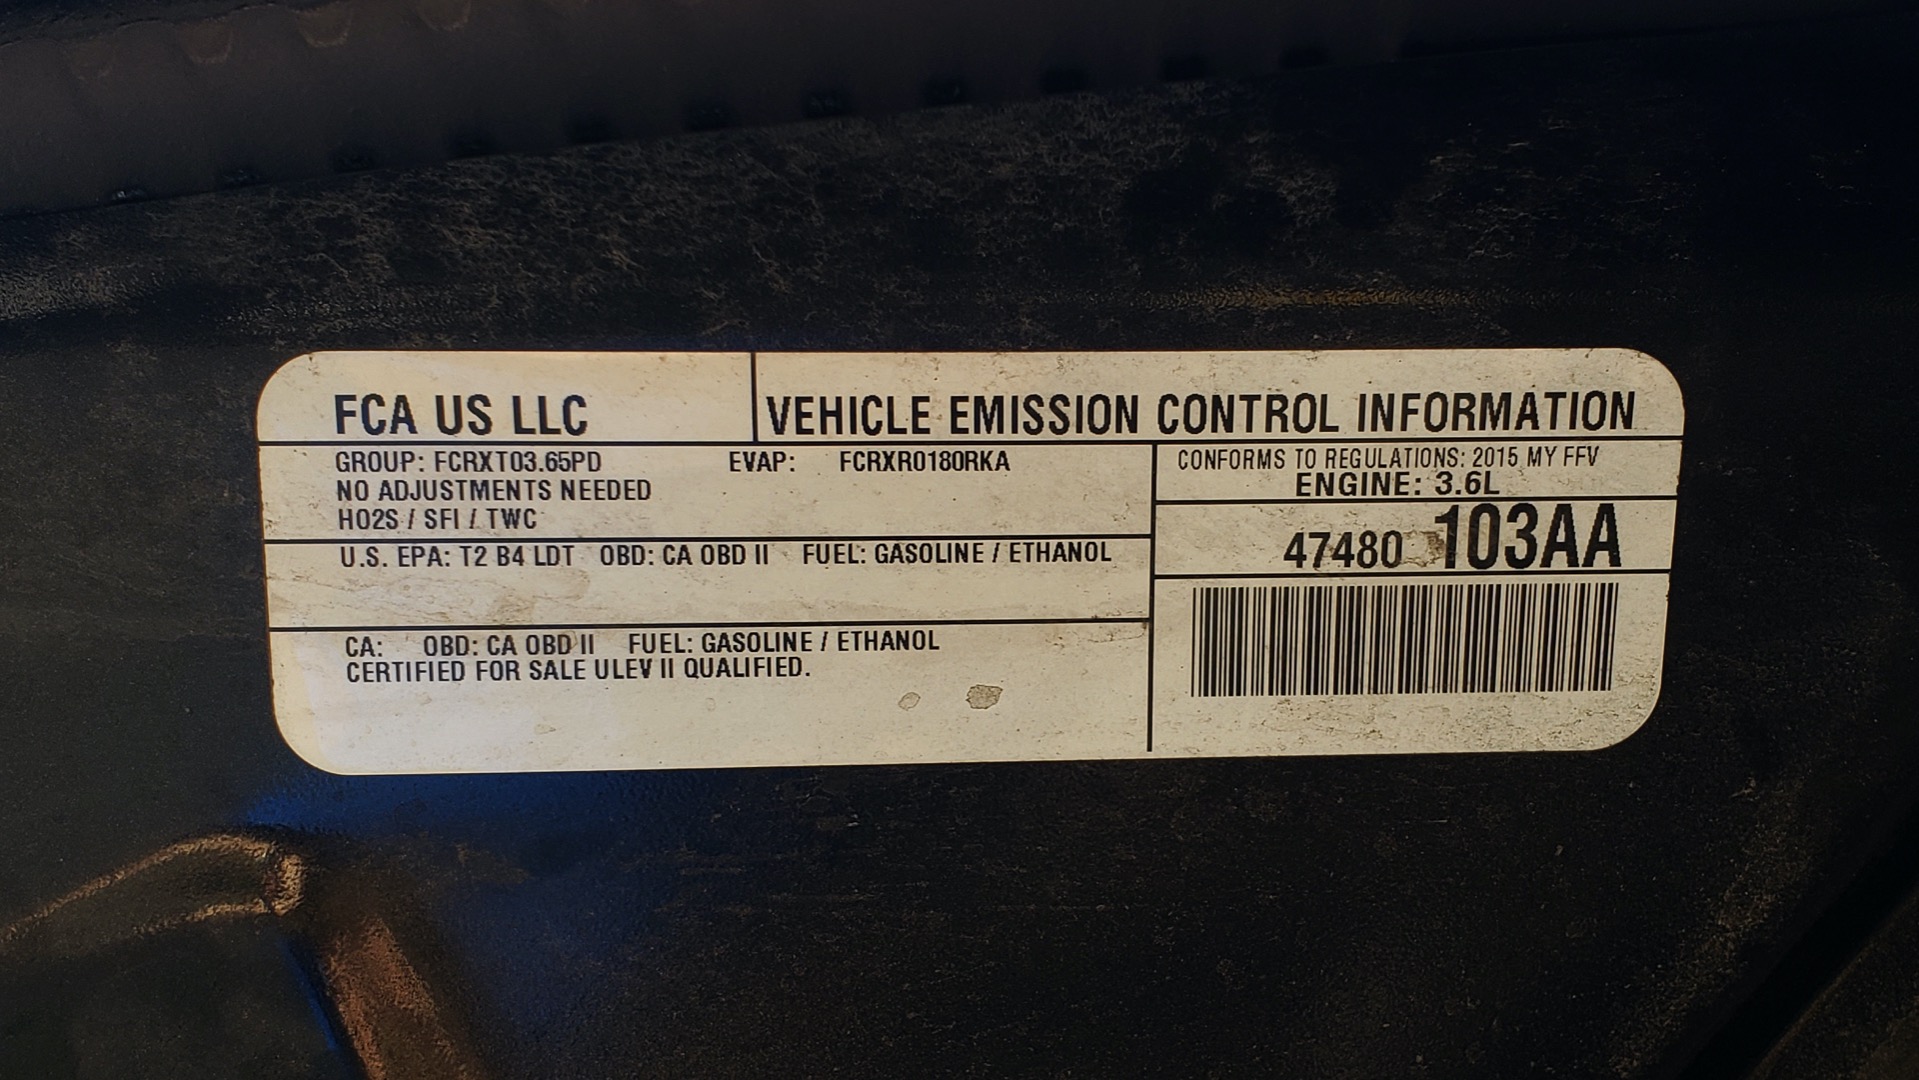 FCA US LLC
VEHICLE EMISSION CONTROL INFORMATION
GROUP: FCRXT03.65PD EVAP: FCRXR0180RKA
NO ADJUSTMENTS NEEDED
HO2S / SFI / TWC
CONFORMS TO REGULATIONS: 2015 MY FFV
ENGINE: 3.6L
47480 103AA
U.S. EPA: T2 B4 LDT OBD: CA OBD II FUEL: GASOLINE / ETHANOL
CA: OBD: CA OBD II FUEL: GASOLINE / ETHANOL
CERTIFIED FOR SALE ULEV II QUALIFIED.